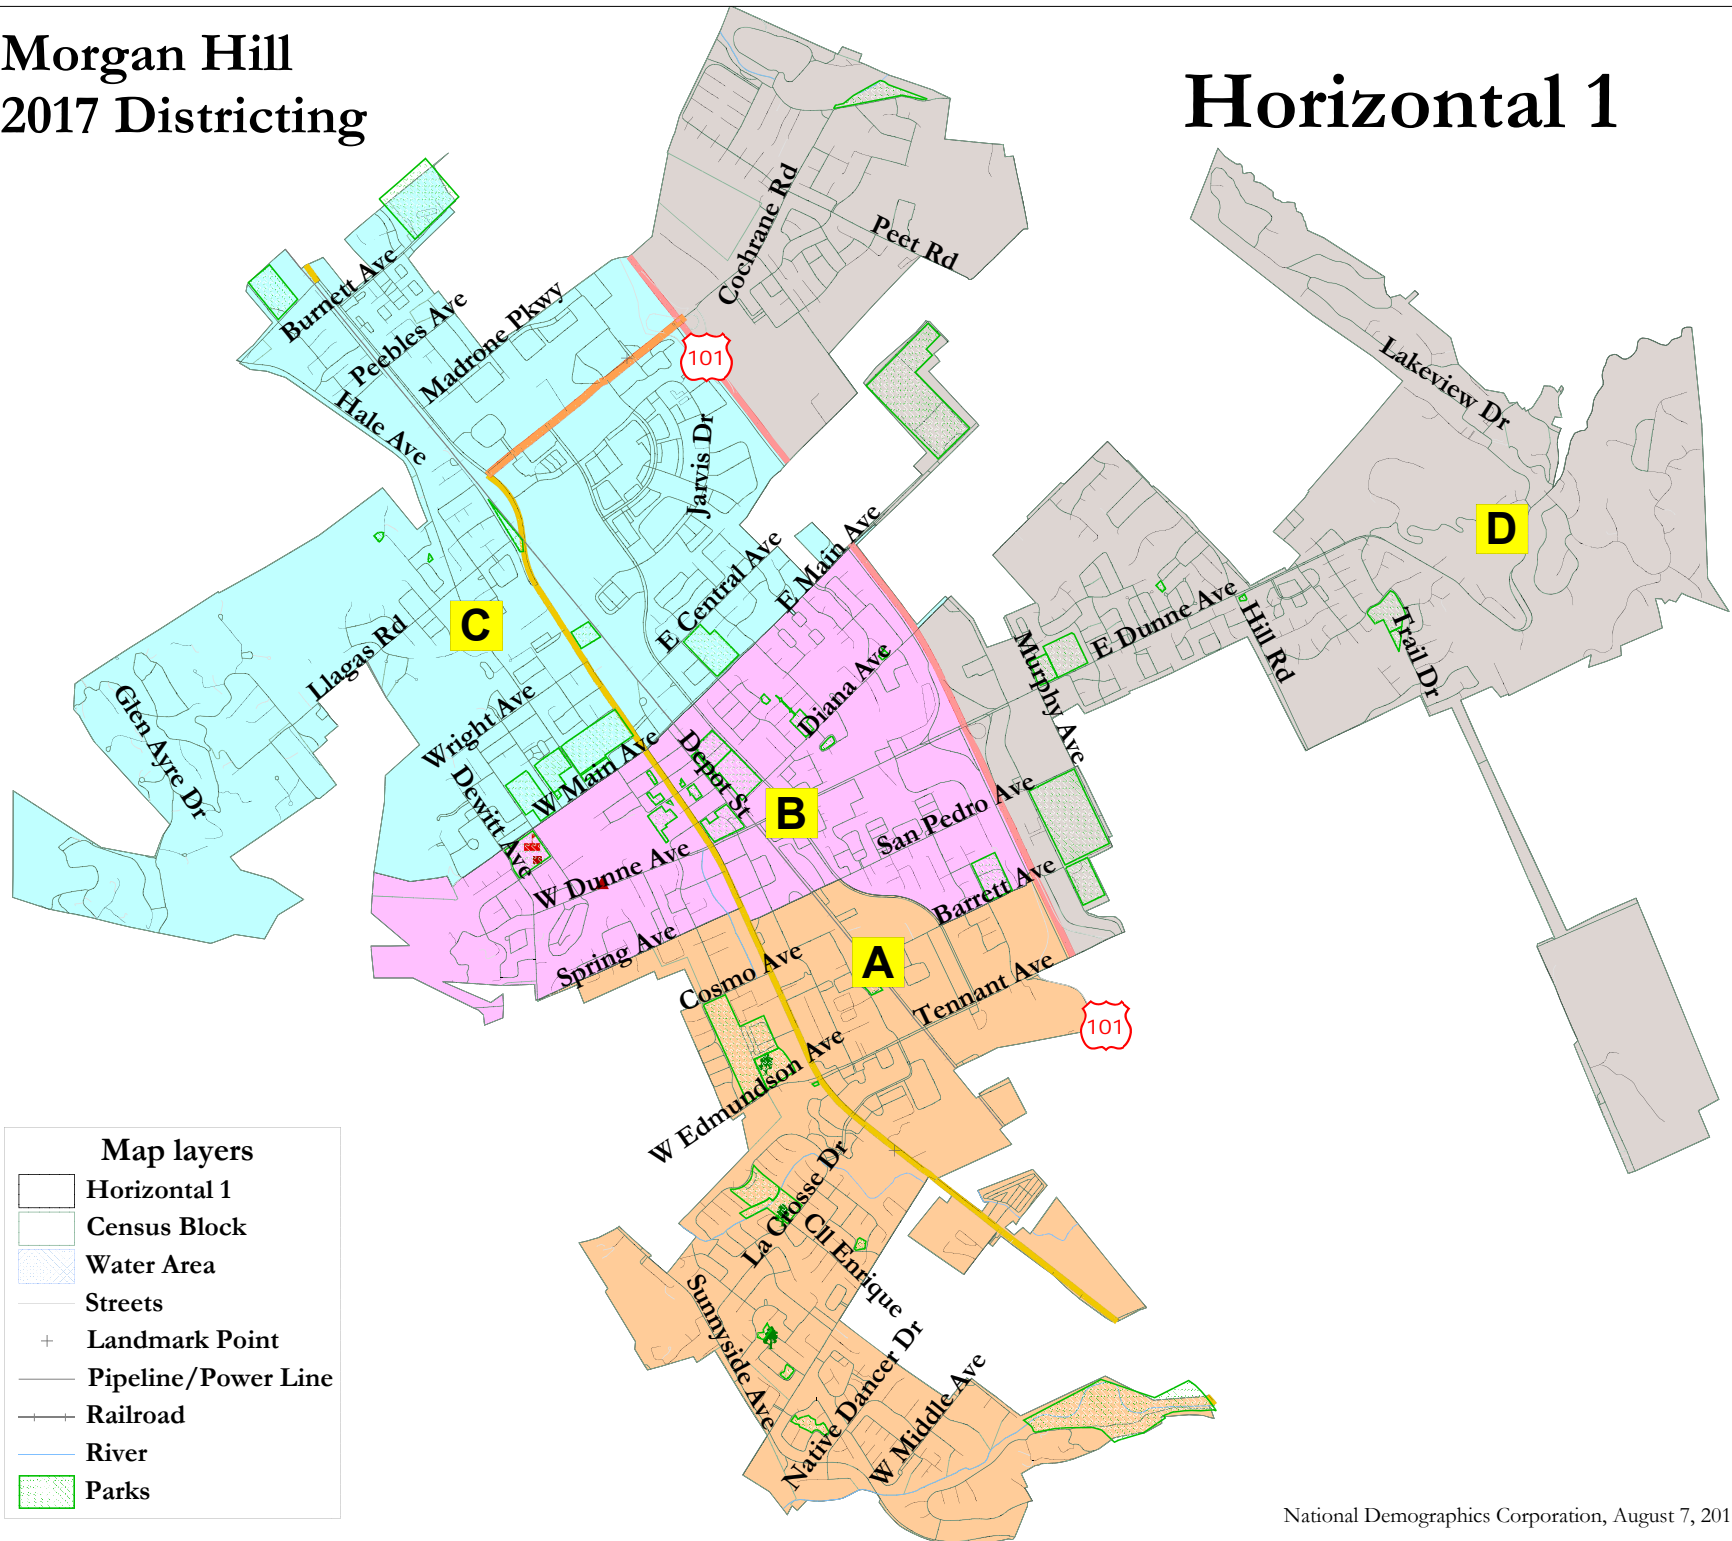 Morgan Hill
2017 Districting
Horizontal 1
Cochrane Rd
Peet Rd
Burnett Ave
Peebles Ave
Madrone Pkwy
Hale Ave
101
Jarvis Dr
Lakeview Dr
D
E Main Ave
E Central Ave
C
Llagas Rd
Glen Ayre Dr
Wright Ave
W Main Ave
Dewitt Ave
Depot St
Diana Ave
B
Murphy Ave
E Dunne Ave
Hill Rd
Trail Dr
San Pedro Ave
W Dunne Ave
Barrett Ave
Spring Ave
Cosmo Ave
A
Tennant Ave
101
W Edmundson Ave
La Crosse Dr
Cll Enrique
Sunnyside Ave
Native Dancer Dr
W Middle Ave
Map layers
Horizontal 1
Census Block
Water Area
Streets
Landmark Point
Pipeline/Power Line
Railroad
River
Parks
National Demographics Corporation, August 7, 201